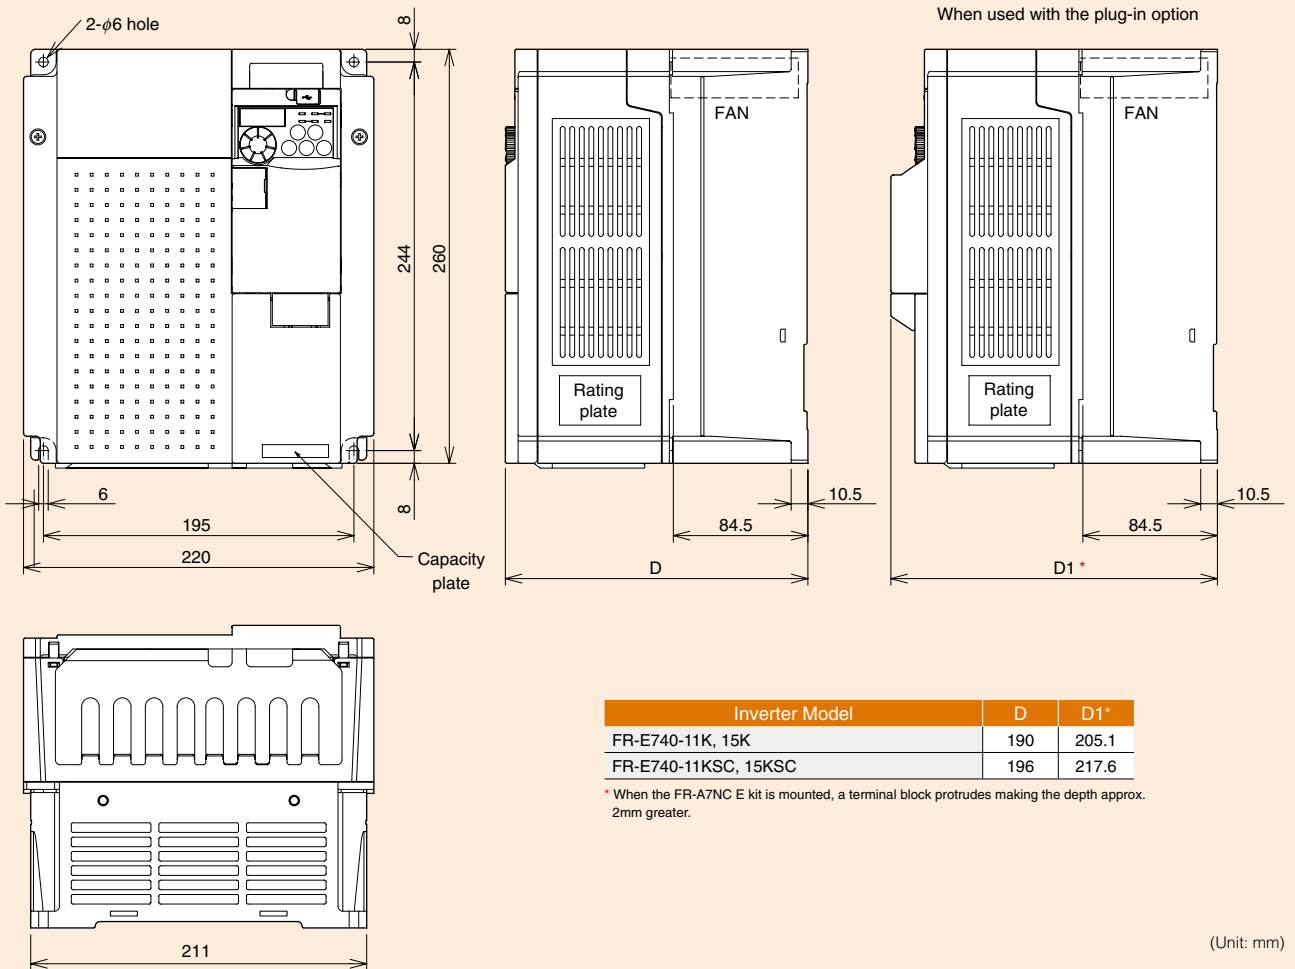 2-φ6 hole
8
When used with the plug-in option
FAN
FAN
244
260
Rating
plate
Rating
plate
6
8
10.5
10.5
195
84.5
84.5
220
Capacity
plate
D
D1 *
Inverter Model D D1*
FR-E740-11K, 15K 190 205.1
FR-E740-11KSC, 15KSC 196 217.6
* When the FR-A7NC E kit is mounted, a terminal block protrudes making the depth approx.
2mm greater.
211
(Unit: mm)